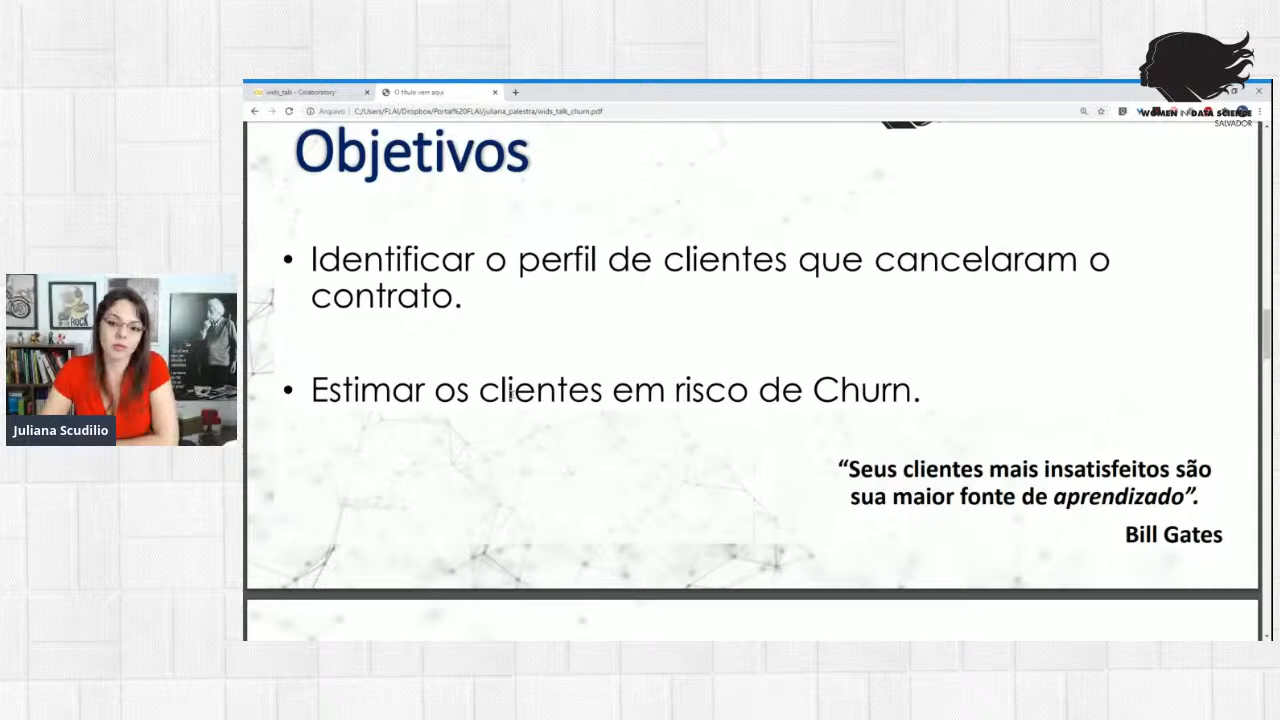 WOMEN IN DATA SCIENCE
SALVADOR
wids_talk - Colaboratory
O título vem aqui
Arquivo
C:/Users/FLAI/Dropbox/Portal%20FLAI/juliana_palestra/wids_talk_churn.pdf
Objetivos
• Identificar o perfil de clientes que cancelaram o
contrato.
• Estimar os clientes em risco de Churn.
“Seus clientes mais insatisfeitos são
sua maior fonte de aprendizado”.
Bill Gates
ROCK
Juliana Scudilio